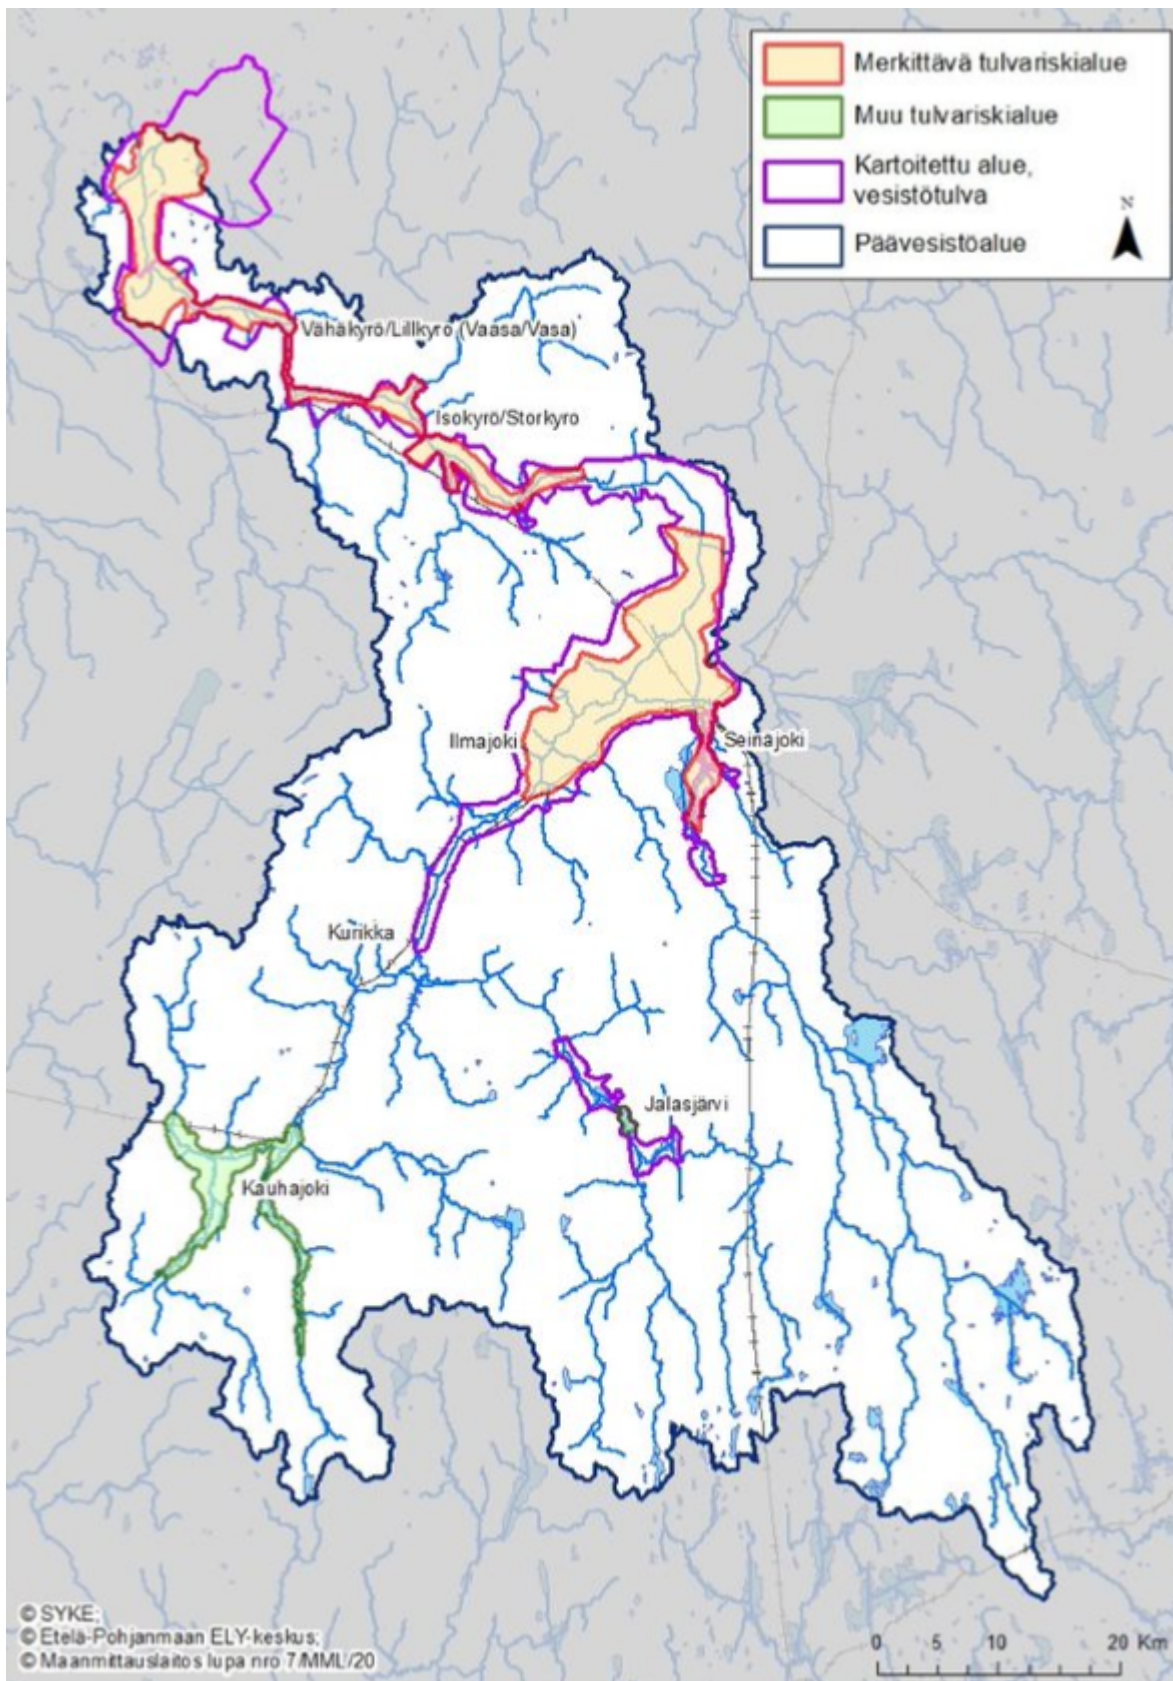 Merkittävä tulvariskialue
Muu tulvariskialue
Kartoitettu alue,
vesistötulva
Päävesistöalue
N
Vähäkyrö/Lillkyro (Vaasa/Vasa)
Isokyrö/Storkyro
Ilmajoki
Seinäjoki
Kurikka
Jalasjärvi
Kauhajoki
© SYKE;
© Etelä-Pohjanmaan ELY-keskus;
© Maanmittauslaitos lupa nro 7/MML/20
0 5 10 20 Km